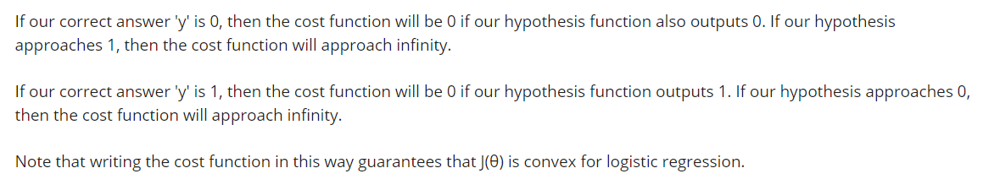 If our correct answer 'y' is 0, then the cost function will be 0 if our hypothesis function also outputs 0. If our hypothesis
approaches 1, then the cost function will approach infinity.
If our correct answer 'y' is 1, then the cost function will be 0 if our hypothesis function outputs 1. If our hypothesis approaches 0,
then the cost function will approach infinity.
Note that writing the cost function in this way guarantees that J(θ) is convex for logistic regression.